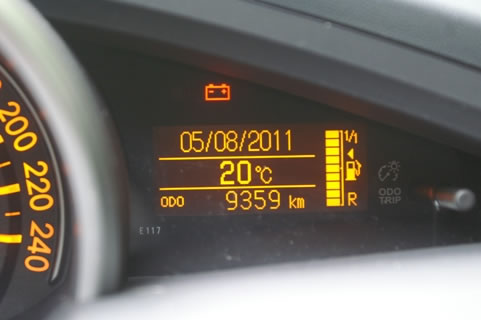 05/08/2011
1/1
20°C
ODO 9359 km
R
ODO
TRIP
E117
200
220
240